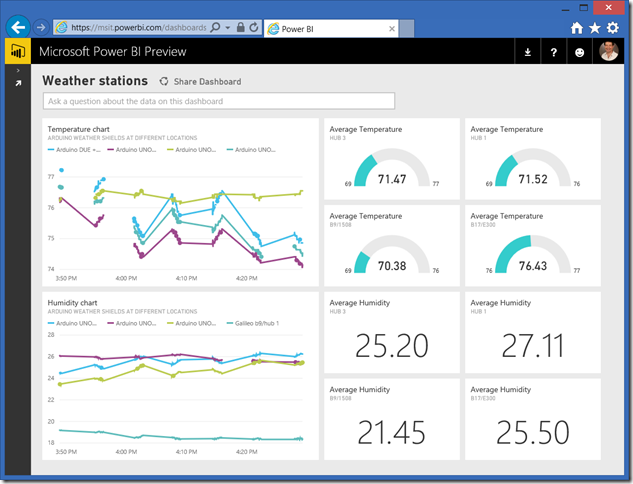 https://msit.powerbi.com/dashboards
Power BI
Microsoft Power BI Preview
Weather stations
Share Dashboard
Ask a question about the data on this dashboard
Temperature chart
ARDUINO WEATHER SHIELDS AT DIFFERENT LOCATIONS
Arduino DUE =... Arduino UNO... Arduino UNO... Arduino UNO...
77
76
75
74
3:50 PM 4:00 PM 4:10 PM 4:20 PM
Average Temperature
HUB 3
69 71.47 77
Average Temperature
HUB 1
69 71.52 76
Average Temperature
B9/1508
69 70.38 76
Average Temperature
B17/E300
76 76.43 77
Humidity chart
ARDUINO WEATHER SHIELDS AT DIFFERENT LOCATIONS
Arduino UNO... Arduino UNO... Arduino UNO... Galileo b9/hub 1
28
26
24
22
20
18
3:50 PM 4:00 PM 4:10 PM 4:20 PM
Average Humidity
HUB 3
25.20
Average Humidity
HUB 1
27.11
Average Humidity
B9/1508
21.45
Average Humidity
B17/E300
25.50